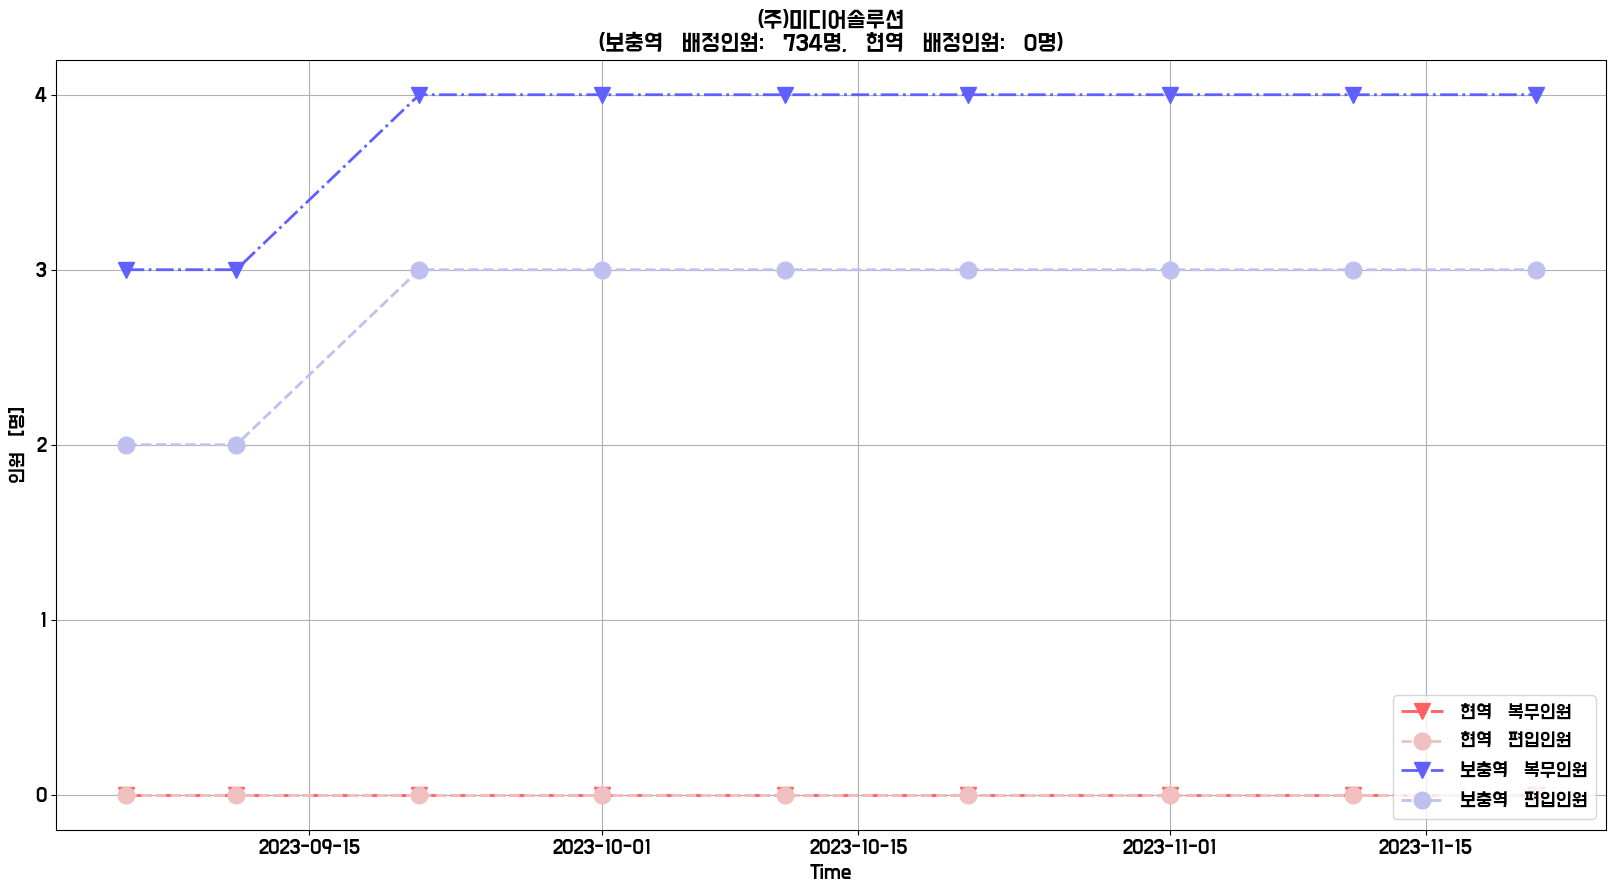 (주)미디어솔루션
(보충역 배정인원: 734명, 현역 배정인원: 0명)
4
3
2
1
0
인원 [명]
현역 복무인원
현역 편입인원
보충역 복무인원
보충역 편입인원
2023-09-15
2023-10-01
2023-10-15
2023-11-01
2023-11-15
Time